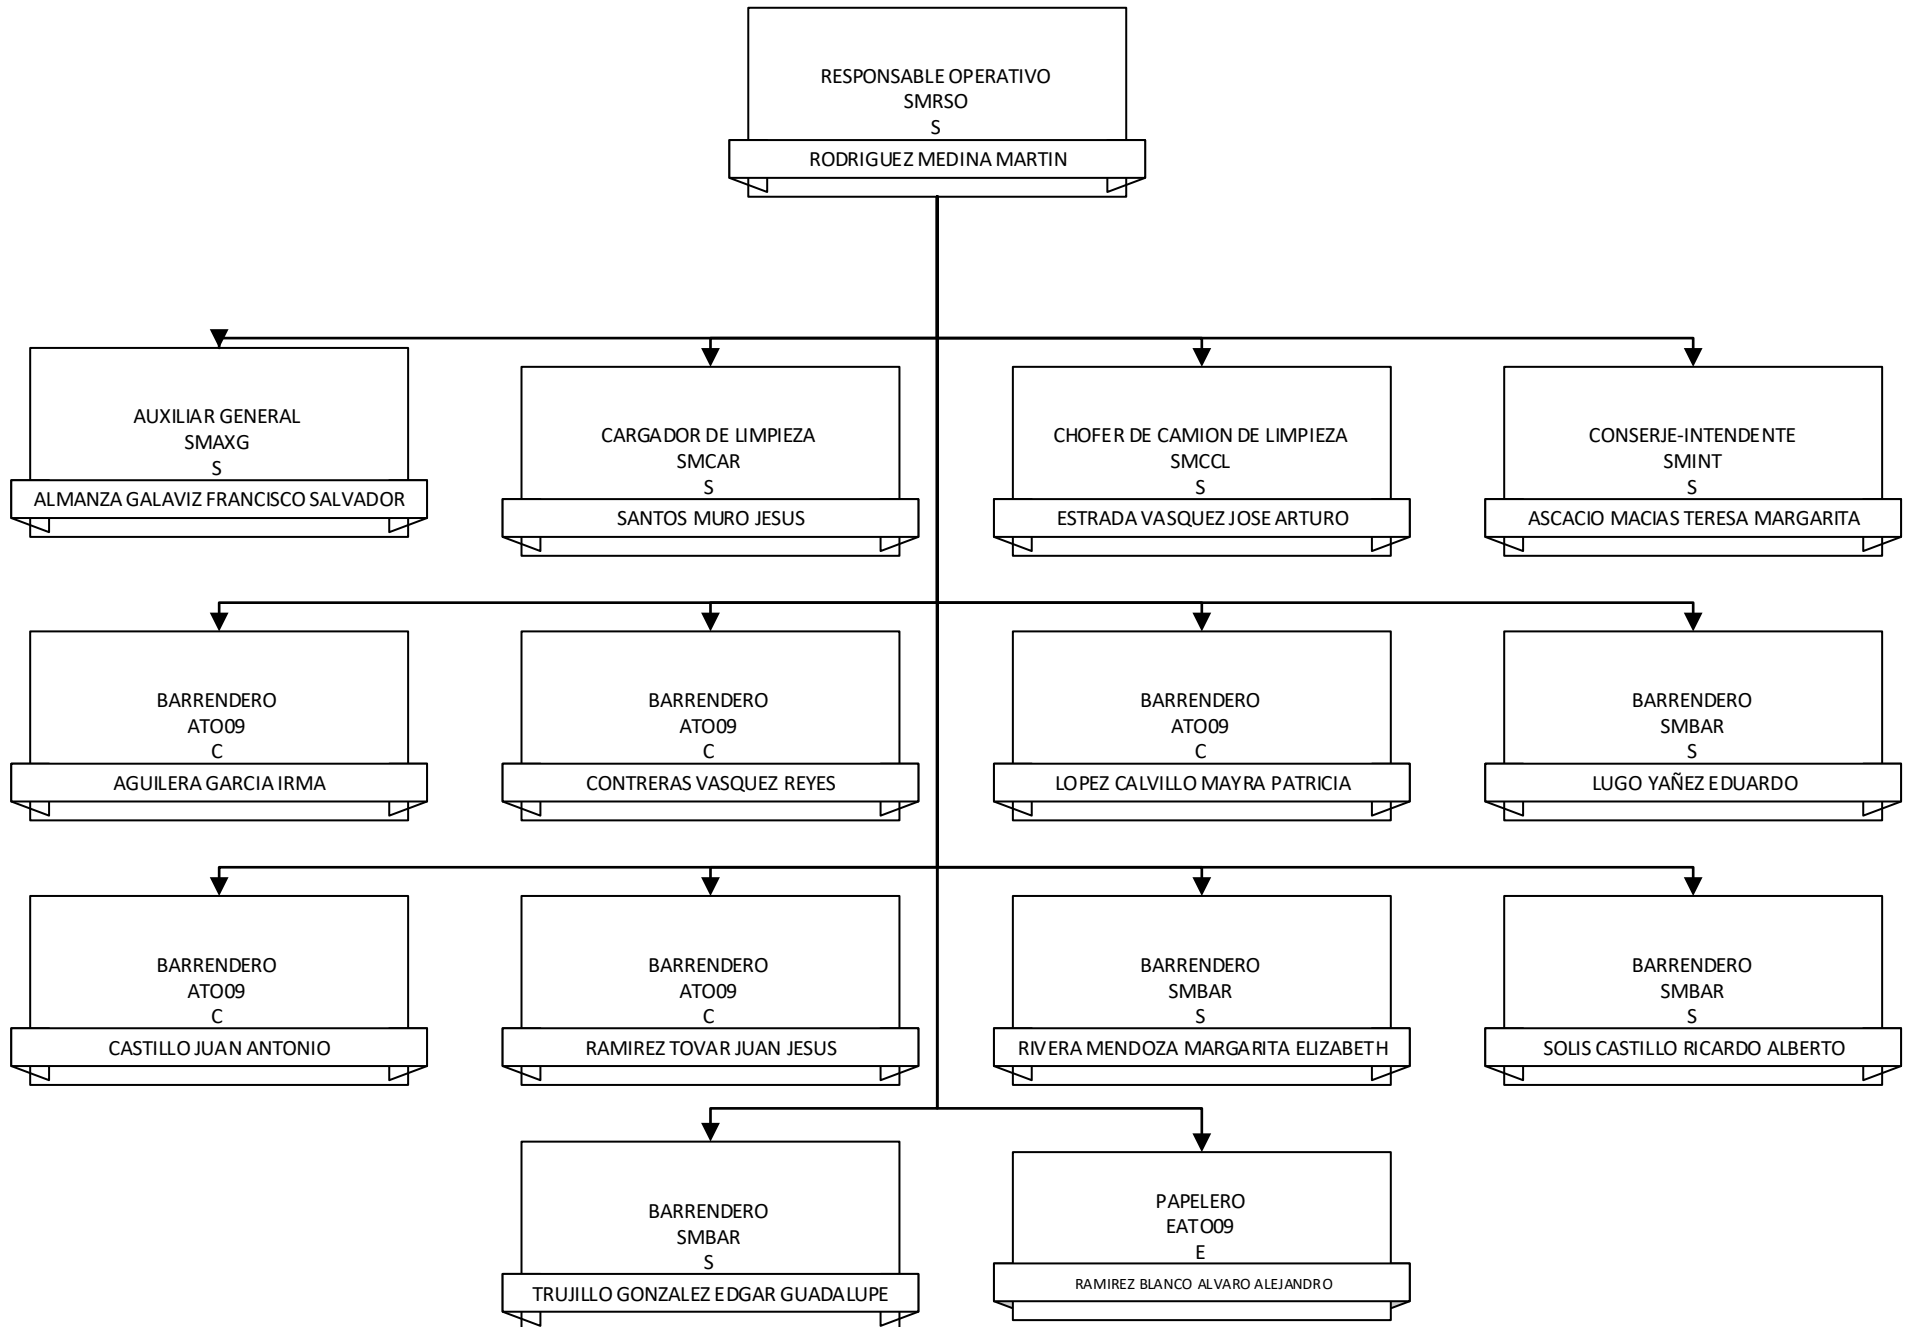 RESPONSABLE OPERATIVO
SMRSO
S
RODRIGUEZ MEDINA MARTIN
AUXILIAR GENERAL
SMAXG
S
ALMANZA GALAVIZ FRANCISCO SALVADOR
CARGADOR DE LIMPIEZA
SMCAR
S
SANTOS MURO JESUS
CHOFER DE CAMION DE LIMPIEZA
SMCCL
S
ESTRADA VASQUEZ JOSE ARTURO
CONSERJE-INTENDENTE
SMINT
S
ASCACIO MACIAS TERESA MARGARITA
BARRENDERO
ATO09
C
AGUILERA GARCIA IRMA
BARRENDERO
ATO09
C
CONTRERAS VASQUEZ REYES
BARRENDERO
ATO09
C
LOPEZ CALVILLO MAYRA PATRICIA
BARRENDERO
SMBAR
S
LUGO YAÑEZ EDUARDO
BARRENDERO
ATO09
C
CASTILLO JUAN ANTONIO
BARRENDERO
ATO09
C
RAMIREZ TOVAR JUAN JESUS
BARRENDERO
SMBAR
S
RIVERA MENDOZA MARGARITA ELIZABETH
BARRENDERO
SMBAR
S
SOLIS CASTILLO RICARDO ALBERTO
BARRENDERO
SMBAR
S
TRUJILLO GONZALEZ EDGAR GUADALUPE
PAPELERO
EATO09
E
RAMIREZ BLANCO ALVARO ALEJANDRO